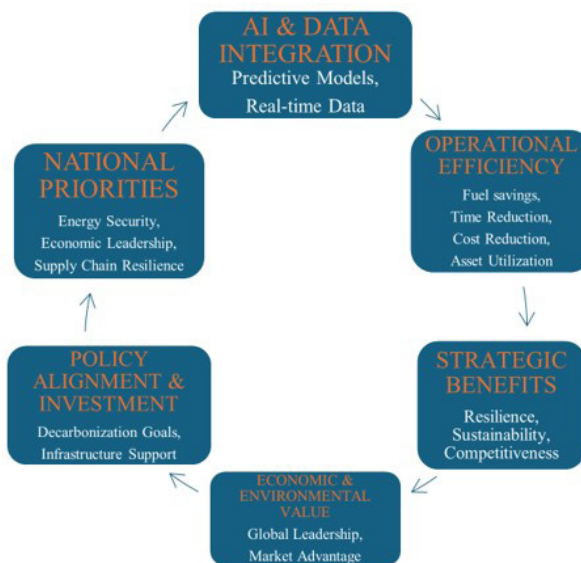 AI & DATA
INTEGRATION
Predictive Models,
Real-time Data
OPERATIONAL
EFFICIENCY
Fuel savings,
Time Reduction,
Cost Reduction,
Asset Utilization
STRATEGIC
BENEFITS
Resilience,
Sustainability,
Competitiveness
ECONOMIC &
ENVIRONMENTAL
VALUE
Global Leadership,
Market Advantage
POLICY
ALIGNMENT &
INVESTMENT
Decarbonization Goals,
Infrastructure Support
NATIONAL
PRIORITIES
Energy Security,
Economic Leadership,
Supply Chain Resilience